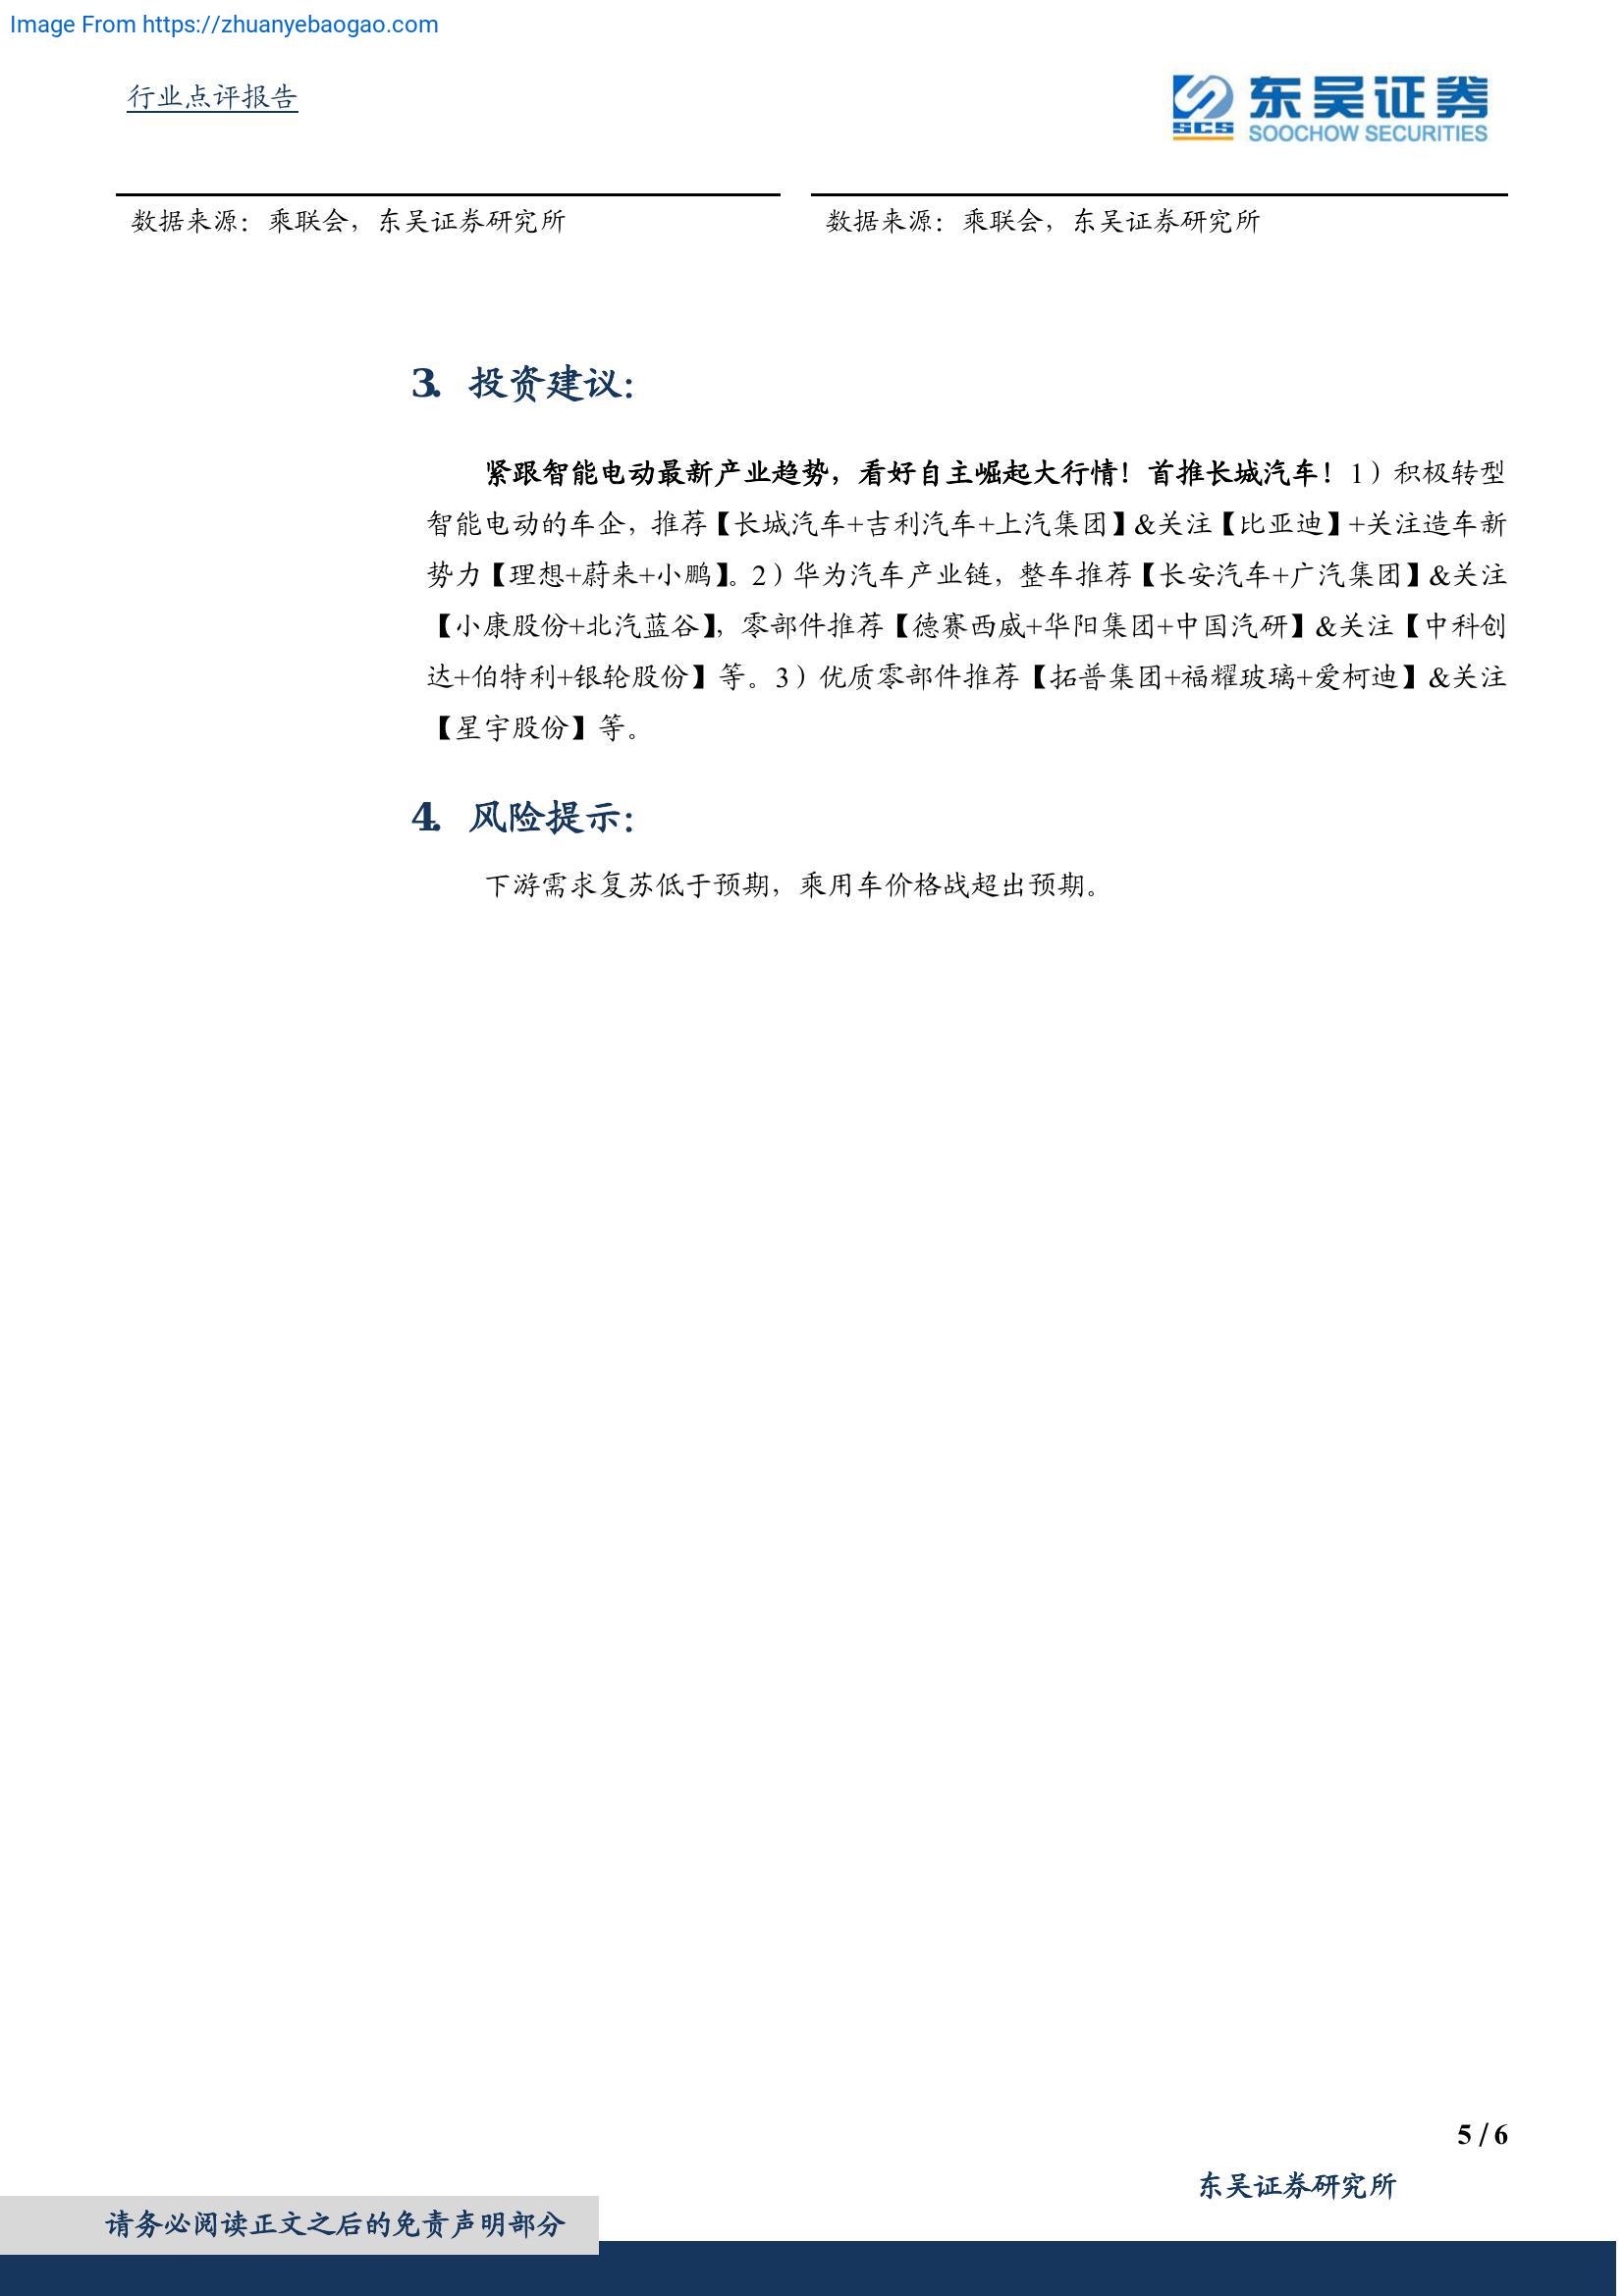 Image From https://zhuanyebaogao.com
行业点评报告
东吴证券
SCS
SOOCHOW SECURITIES
数据来源：乘联会，东吴证券研究所
数据来源：乘联会，东吴证券研究所
3. 投资建议：
紧跟智能电动最新产业趋势，看好自主崛起大行情！首推长城汽车！1）积极转型
智能电动的车企，推荐【长城汽车+吉利汽车+上汽集团】&关注【比亚迪】+关注造车新
势力【理想+蔚来+小鹏】。2）华为汽车产业链，整车推荐【长安汽车+广汽集团】&关注
【小康股份+北汽蓝谷】，零部件推荐【德赛西威+华阳集团+中国汽研】&关注【中科创
达+伯特利+银轮股份】等。3）优质零部件推荐【拓普集团+福耀玻璃+爱柯迪】&关注
【星宇股份】等。
4. 风险提示：
下游需求复苏低于预期，乘用车价格战超出预期。
5 / 6
东吴证券研究所
请务必阅读正文之后的免责声明部分